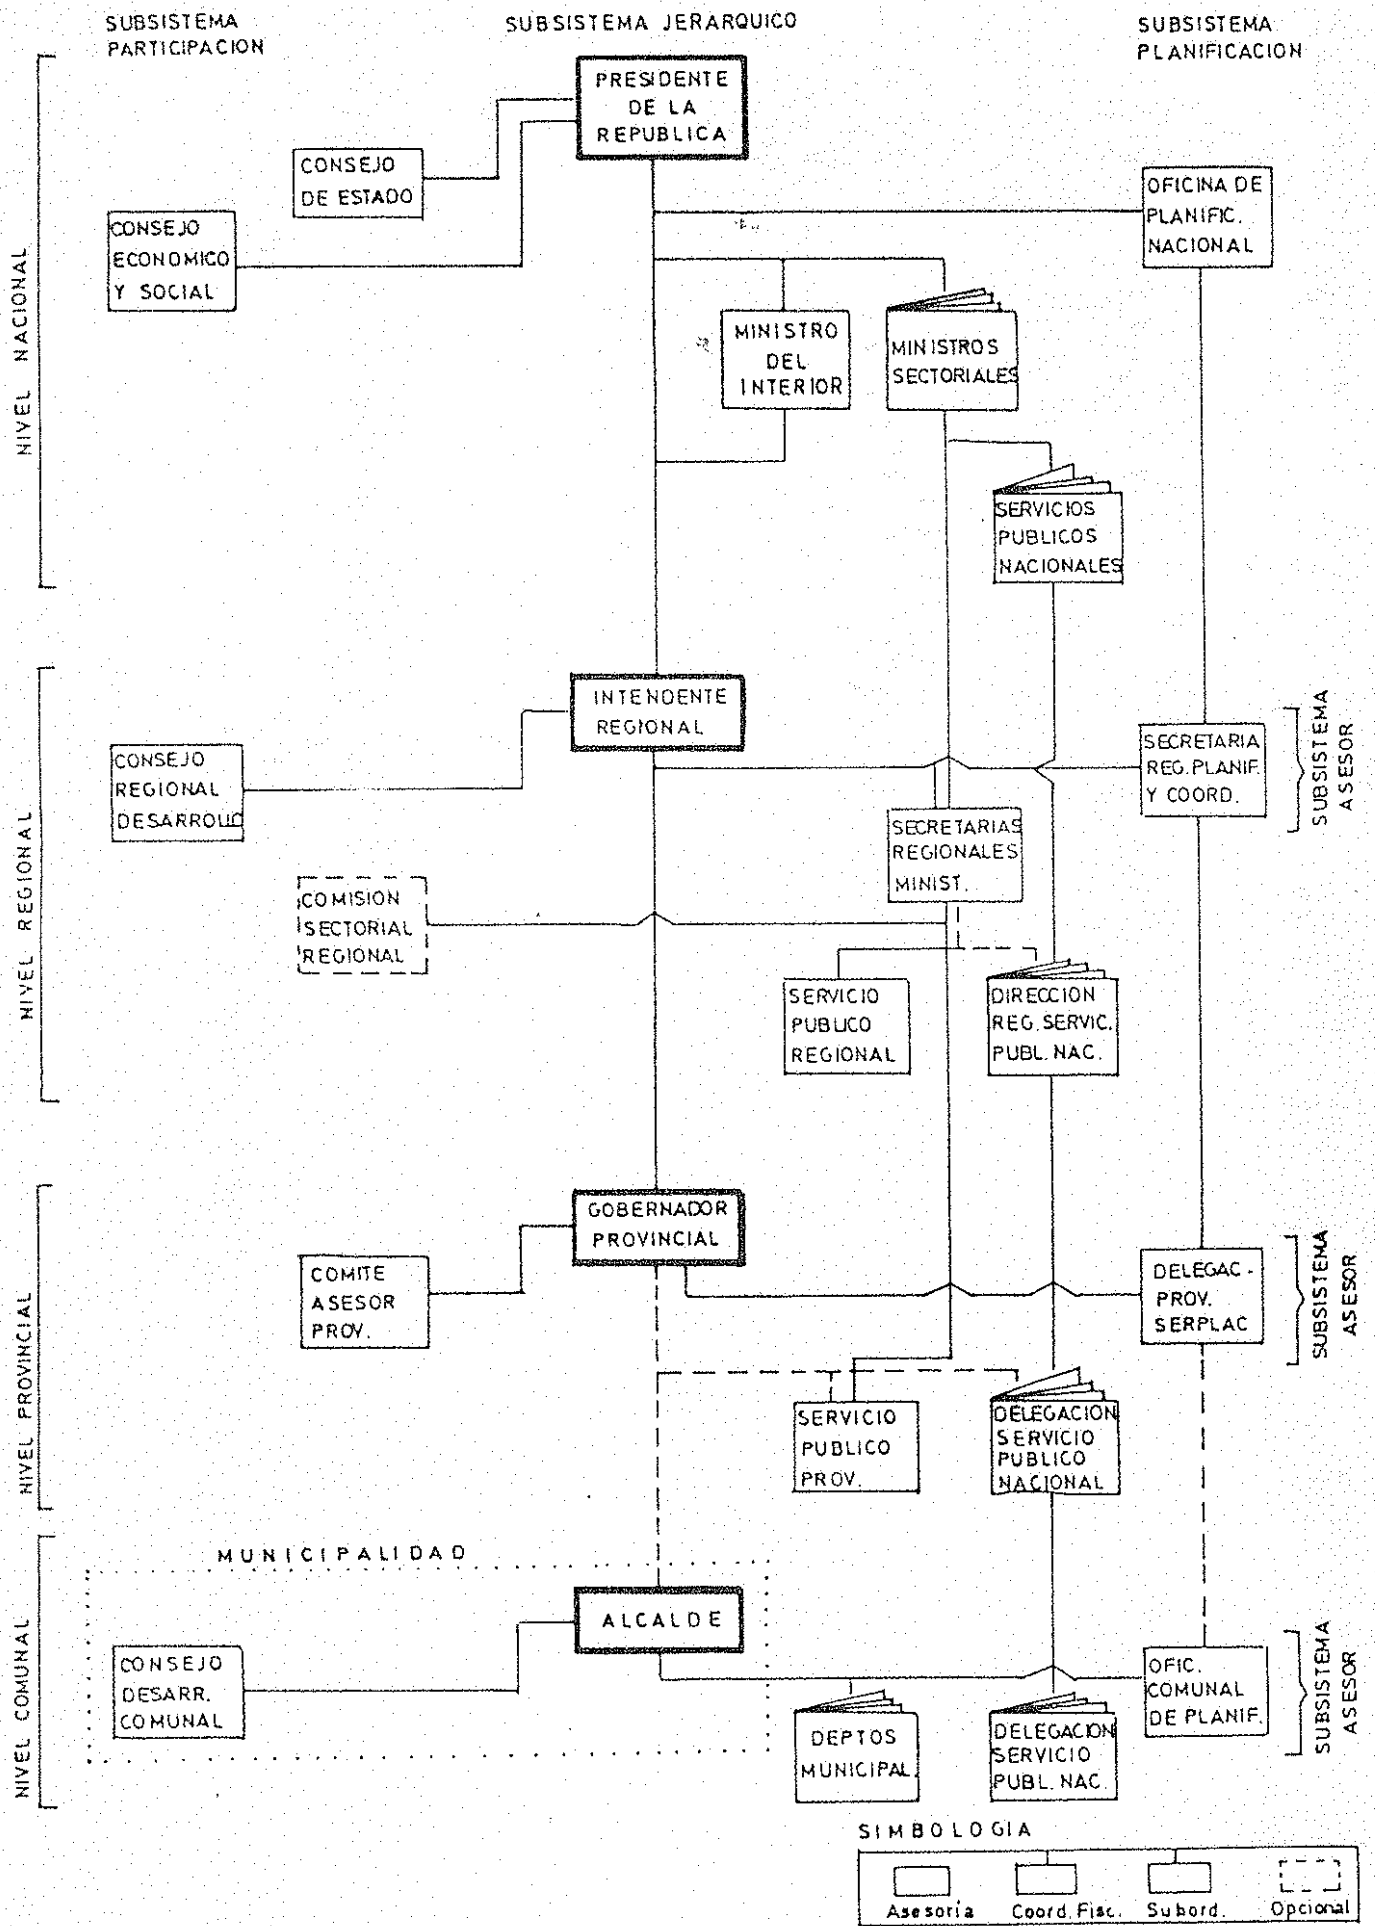 SUBSISTEMA
PARTICIPACION
SUBSISTEMA JERARQUICO
SUBSISTEMA
PLANIFICACION
NIVEL NACIONAL
PRESIDENTE
DE LA
REPUBLICA
CONSEJO
DE ESTADO
CONSEJO
ECONOMICO
Y SOCIAL
OFICINA DE
PLANIFIC.
NACIONAL
MINISTRO
DEL
INTERIOR
MINISTROS
SECTORIALES
SERVICIOS
PUBLICOS
NACIONALES
NIVEL REGIONAL
INTENDENTE
REGIONAL
CONSEJO
REGIONAL
DESARROLLO
SECRETARIA
REG. PLANIF.
Y COORD.
SUBSISTEMA
ASESOR
SECRETARIAS
REGIONALES
MINIST.
COMISION
SECTORIAL
REGIONAL
SERVICIO
PUBLICO
REGIONAL
DIRECCION
REG. SERVIC.
PUBL. NAC.
NIVEL PROVINCIAL
GOBERNADOR
PROVINCIAL
COMITE
ASESOR
PROV.
DELEGAC-
PROV.
SERPLAC
SUBSISTEMA
ASESOR
SERVICIO
PUBLICO
PROV.
DELEGACION
SERVICIO
PUBLICO
NACIONAL
NIVEL COMUNAL
MUNICIPALIDAD
ALCALDE
CONSEJO
DESARR.
COMUNAL
OFIC.
COMUNAL
DE PLANIF.
SUBSISTEMA
ASESOR
DEPTOS
MUNICIPAL.
DELEGACION
SERVICIO
PUBL. NAC.
SIMBOLOGIA
Asesoría
Coord. Fisc.
Subord.
Opcional